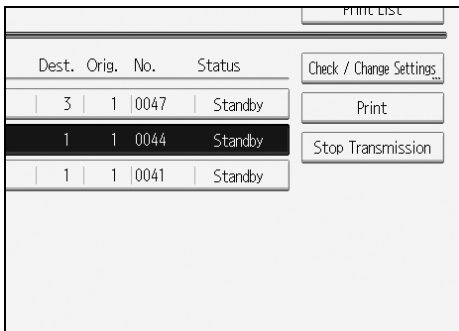 Print List
Dest. Orig. No. Status Check / Change Settings
3 1 0047 Standby Print
1 1 0044 Standby Stop Transmission
1 1 0041 Standby